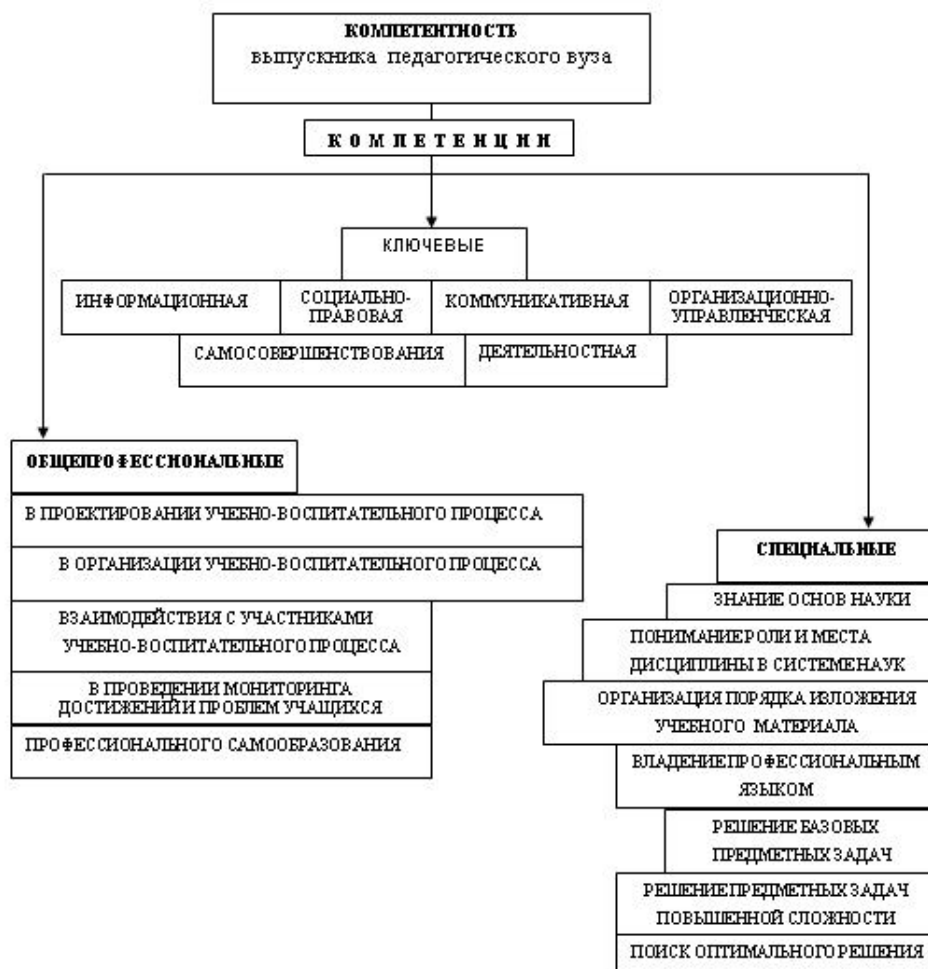 КОМПЕТЕНТНОСТЬ
выпускника педагогического вуза
КОМПЕТЕНЦИИ
КЛЮЧЕВЫЕ
ИНФОРМАЦИОННАЯ
СОЦИАЛЬНО-
ПРАВОВАЯ
КОММУНИКАТИВНАЯ
ОРГАНИЗАЦИОННО-
УПРАВЛЕНЧЕСКАЯ
САМОСОВЕРШЕНСТВОВАНИЯ
ДЕЯТЕЛЬНОСТНАЯ
ОБЩЕПРОФЕССИОНАЛЬНЫЕ
В ПРОЕКТИРОВАНИИ УЧЕБНО-ВОСПИТАТЕЛЬНОГО ПРОЦЕССА
В ОРГАНИЗАЦИИ УЧЕБНО-ВОСПИТАТЕЛЬНОГО ПРОЦЕССА
ВЗАИМОДЕЙСТВИЯ С УЧАСТНИКАМИ
УЧЕБНО-ВОСПИТАТЕЛЬНОГО ПРОЦЕССА
В ПРОВЕДЕНИИ МОНИТОРИНГА
ДОСТИЖЕНИЙ И ПРОБЛЕМ УЧАЩИХСЯ
ПРОФЕССИОНАЛЬНОГО САМООБРАЗОВАНИЯ
СПЕЦИАЛЬНЫЕ
ЗНАНИЕ ОСНОВ НАУКИ
ПОНИМАНИЕ РОЛИ И МЕСТА
ДИСЦИПЛИНЫ В СИСТЕМЕ НАУК
ОРГАНИЗАЦИЯ ПОРЯДКА ИЗЛОЖЕНИЯ
УЧЕБНОГО МАТЕРИАЛА
ВЛАДЕНИЕ ПРОФЕССИОНАЛЬНЫМ
ЯЗЫКОМ
РЕШЕНИЕ БАЗОВЫХ
ПРЕДМЕТНЫХ ЗАДАЧ
РЕШЕНИЕ ПРЕДМЕТНЫХ ЗАДАЧ
ПОВЫШЕННОЙ СЛОЖНОСТИ
ПОИСК ОПТИМАЛЬНОГО РЕШЕНИЯ